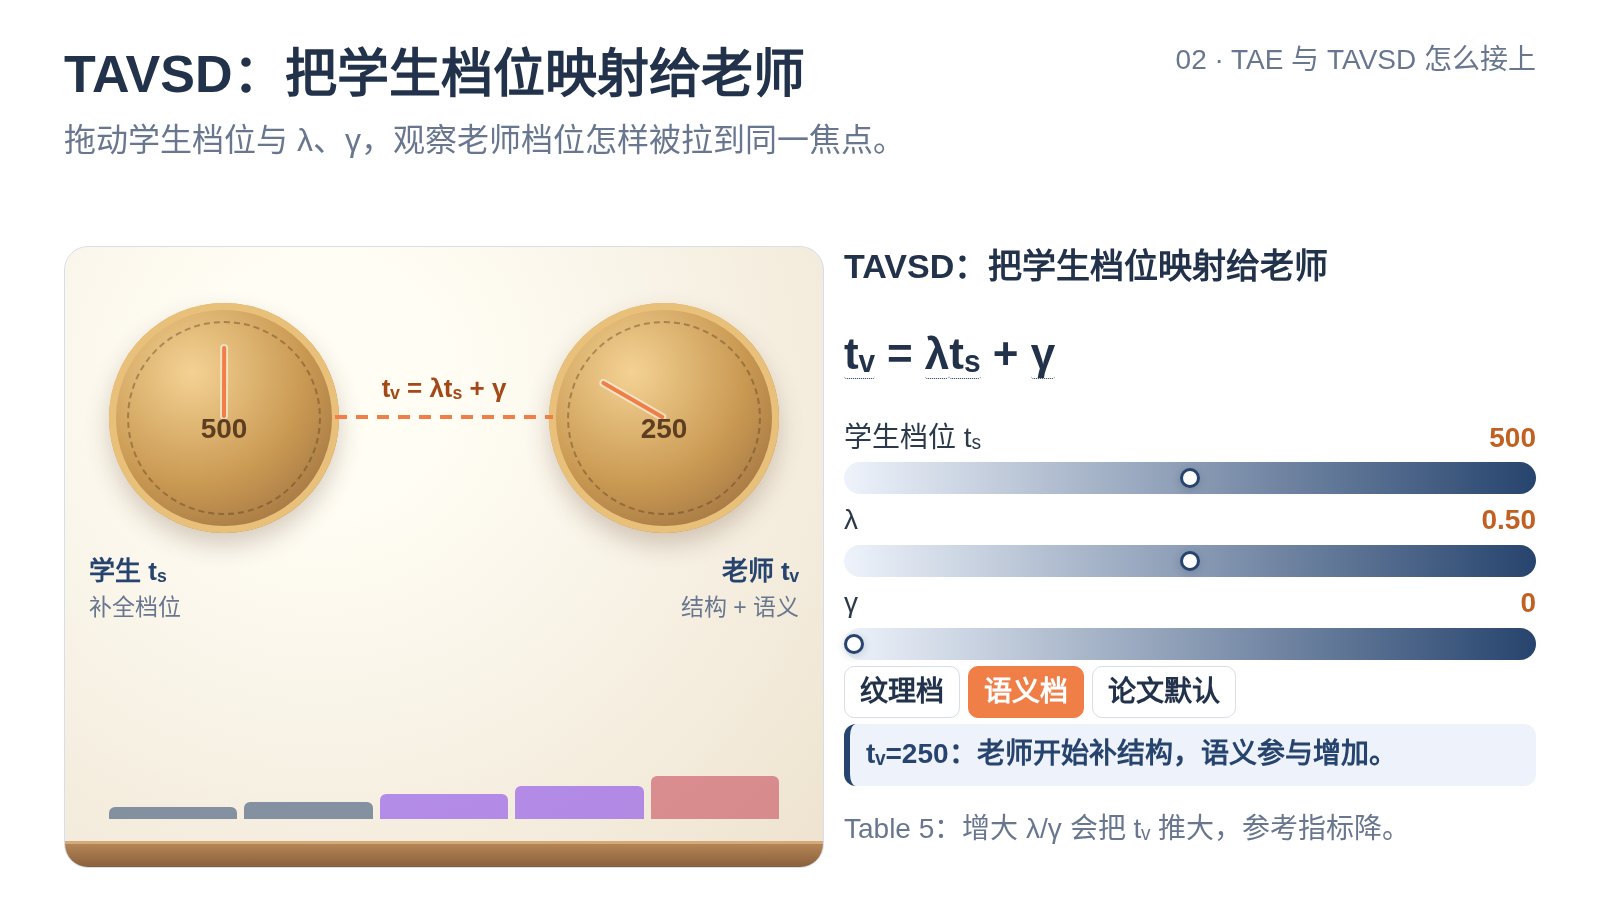 TAVSD：把学生档位映射给老师
02 · TAE 与 TAVSD 怎么接上
拖动学生档位与 λ、γ，观察老师档位怎样被拉到同一焦点。
500
tᵥ = λtₛ + γ
250
学生 tₛ
补全档位
老师 tᵥ
结构 + 语义
TAVSD：把学生档位映射给老师
tᵥ = λtₛ + γ
学生档位 tₛ 500
λ 0.50
γ 0
纹理档 语义档 论文默认
tᵥ=250：老师开始补结构，语义参与增加。
Table 5：增大 λ/γ 会把 tᵥ 推大，参考指标降。